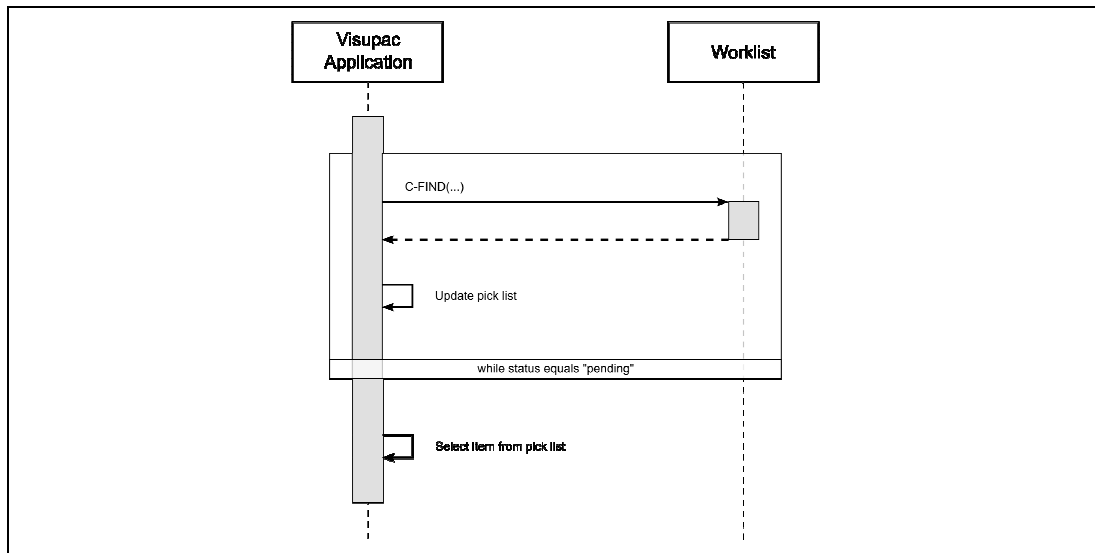 Visupac
Application
Worklist
C-FIND(...)
Update pick list
while status equals "pending"
Select item from pick list